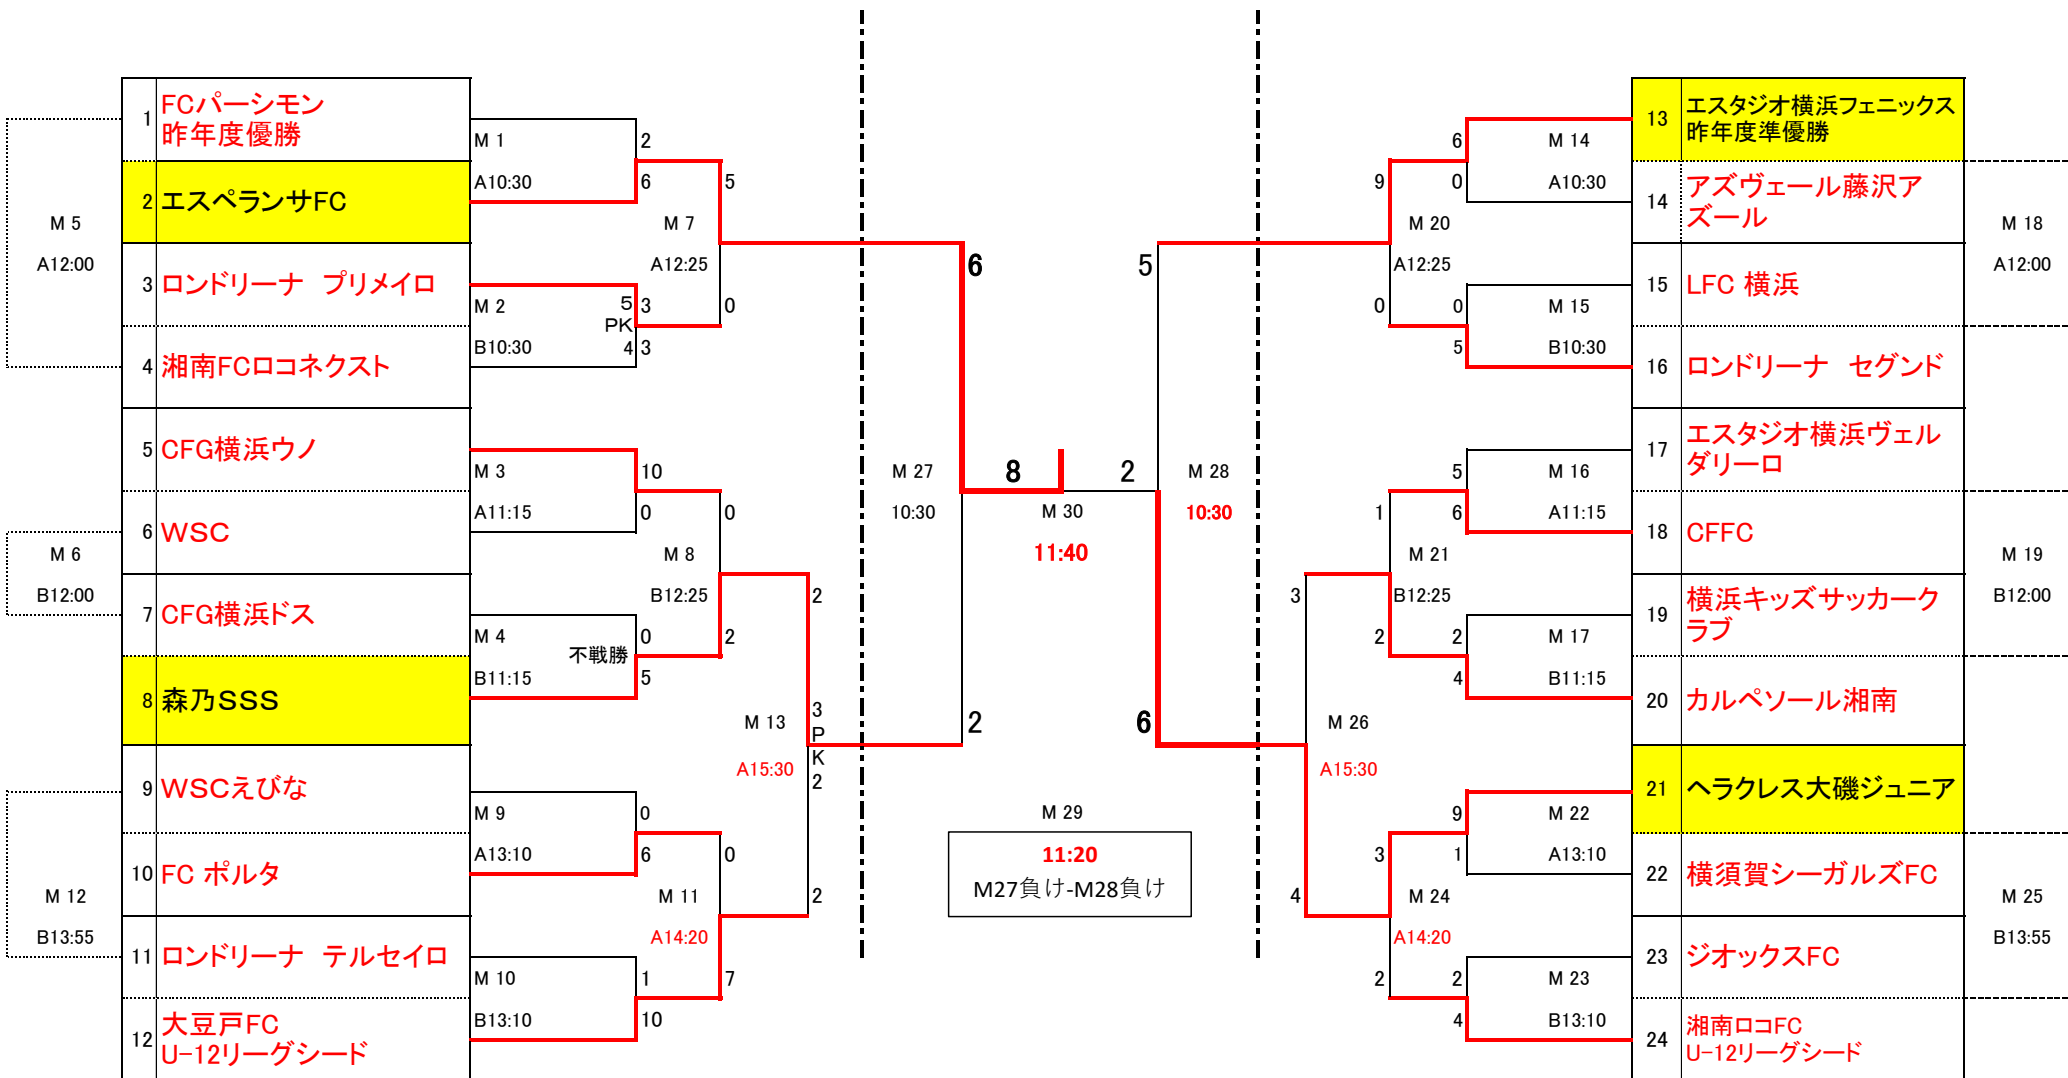 1
FCパーシモン
昨年度優勝
2
エスペランサFC
3
ロンドリーナ　プリメイロ
4
湘南FCロコネクスト
5
CFG横浜ウノ
6
WSC
7
CFG横浜ドス
8
森乃SSS
9
WSCえびな
10
FC ポルタ
11
ロンドリーナ　テルセイロ
12
大豆戸FC
U-12リーグシード
M 5
A12:00
M 6
B12:00
M 12
B13:55
M 1
A10:30
2
6
M 2
B10:30
5
PK
4
3
3
M 3
A11:15
10
0
M 4
B11:15
不戦勝
0
5
M 9
A13:10
0
6
M 10
B13:10
1
10
5
M 7
A12:25
0
0
M 8
B12:25
2
0
M 11
A14:20
7
2
M 13
A15:30
3
P
K
2
2
6
M 27
10:30
2
8
2
M 30
11:40
M 29
11:20
M27負け-M28負け
5
M 28
10:30
6
3
M 26
A15:30
4
9
M 20
A12:25
0
1
M 21
B12:25
2
3
M 24
A14:20
2
6
0
M 14
A10:30
0
5
M 15
B10:30
5
6
M 16
A11:15
2
4
M 17
B11:15
9
1
M 22
A13:10
2
4
M 23
B13:10
13
エスタジオ横浜フェニックス
昨年度準優勝
14
アズヴェール藤沢ア
ズール
15
LFC 横浜
16
ロンドリーナ　セグンド
17
エスタジオ横浜ヴェル
ダリーロ
18
CFFC
19
横浜キッズサッカーク
ラブ
20
カルペソール湘南
21
ヘラクレス大磯ジュニア
22
横須賀シーガルズFC
23
ジオックスFC
24
湘南ロコFC
U-12リーグシード
M 18
A12:00
M 19
B12:00
M 25
B13:55